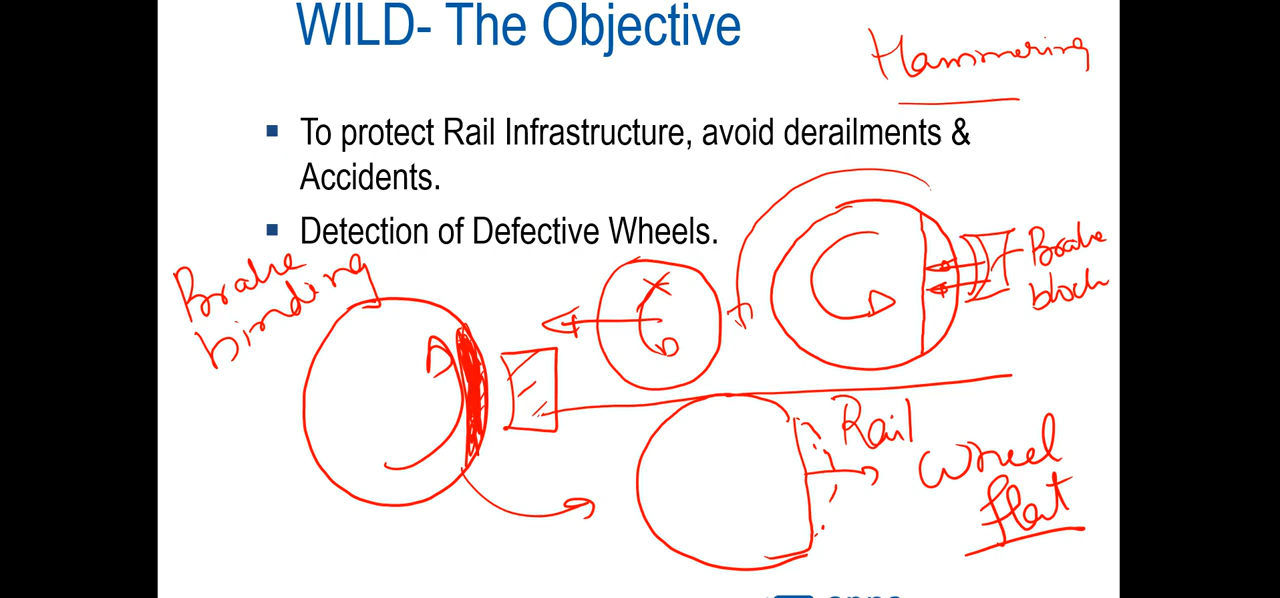 WILD- The Objective
Hammering
▪ To protect Rail Infrastructure, avoid derailments &
Accidents.
▪ Detection of Defective Wheels.
Brake
binding
Brake
block
Rail
Wheel
flat